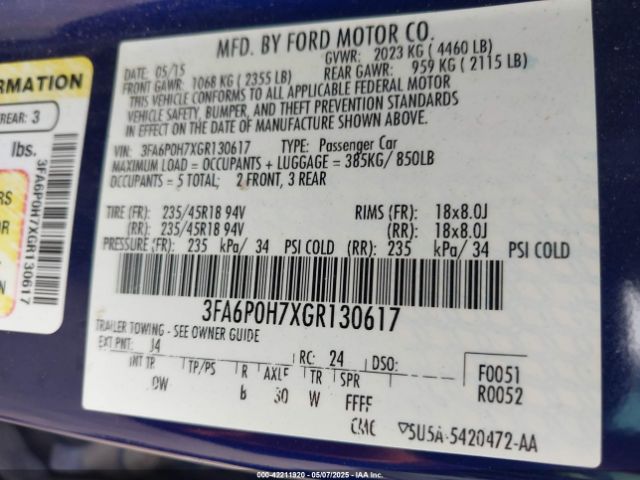 FORMATION
REAR: 3
lbs.
3FA6P0H7XGR130617
MFD. BY FORD MOTOR CO.
DATE: 05/15 GVWR: 2023 KG ( 4460 LB)
FRONT GAWR: 1068 KG ( 2355 LB) REAR GAWR: 959 KG ( 2115 LB)
THIS VEHICLE CONFORMS TO ALL APPLICABLE FEDERAL MOTOR
VEHICLE SAFETY, BUMPER, AND THEFT PREVENTION STANDARDS
IN EFFECT ON THE DATE OF MANUFACTURE SHOWN ABOVE.
VIN: 3FA6P0H7XGR130617 TYPE: Passenger Car
MAXIMUM LOAD = OCCUPANTS + LUGGAGE = 385KG/ 850LB
OCCUPANTS = 5 TOTAL; 2 FRONT, 3 REAR
TIRE (FR): 235/45R18 94V RIMS (FR): 18x8.0J
(RR): 235/45R18 94V (RR): 18x8.0J
PRESSURE (FR): 235 kPa/ 34 PSI COLD (RR): 235 kPa/ 34 PSI COLD
3FA6P0H7XGR130617
TRAILER TOWING - SEE OWNER GUIDE
EXT PNT: J4 RC: 24 DSO: F0051
INT TR TP/PS R AXLE TR SPR R0052
CW 30 W FFFF
5U5A-5420472-AA
000-42211920 - 05/07/2025 - IAA Inc.